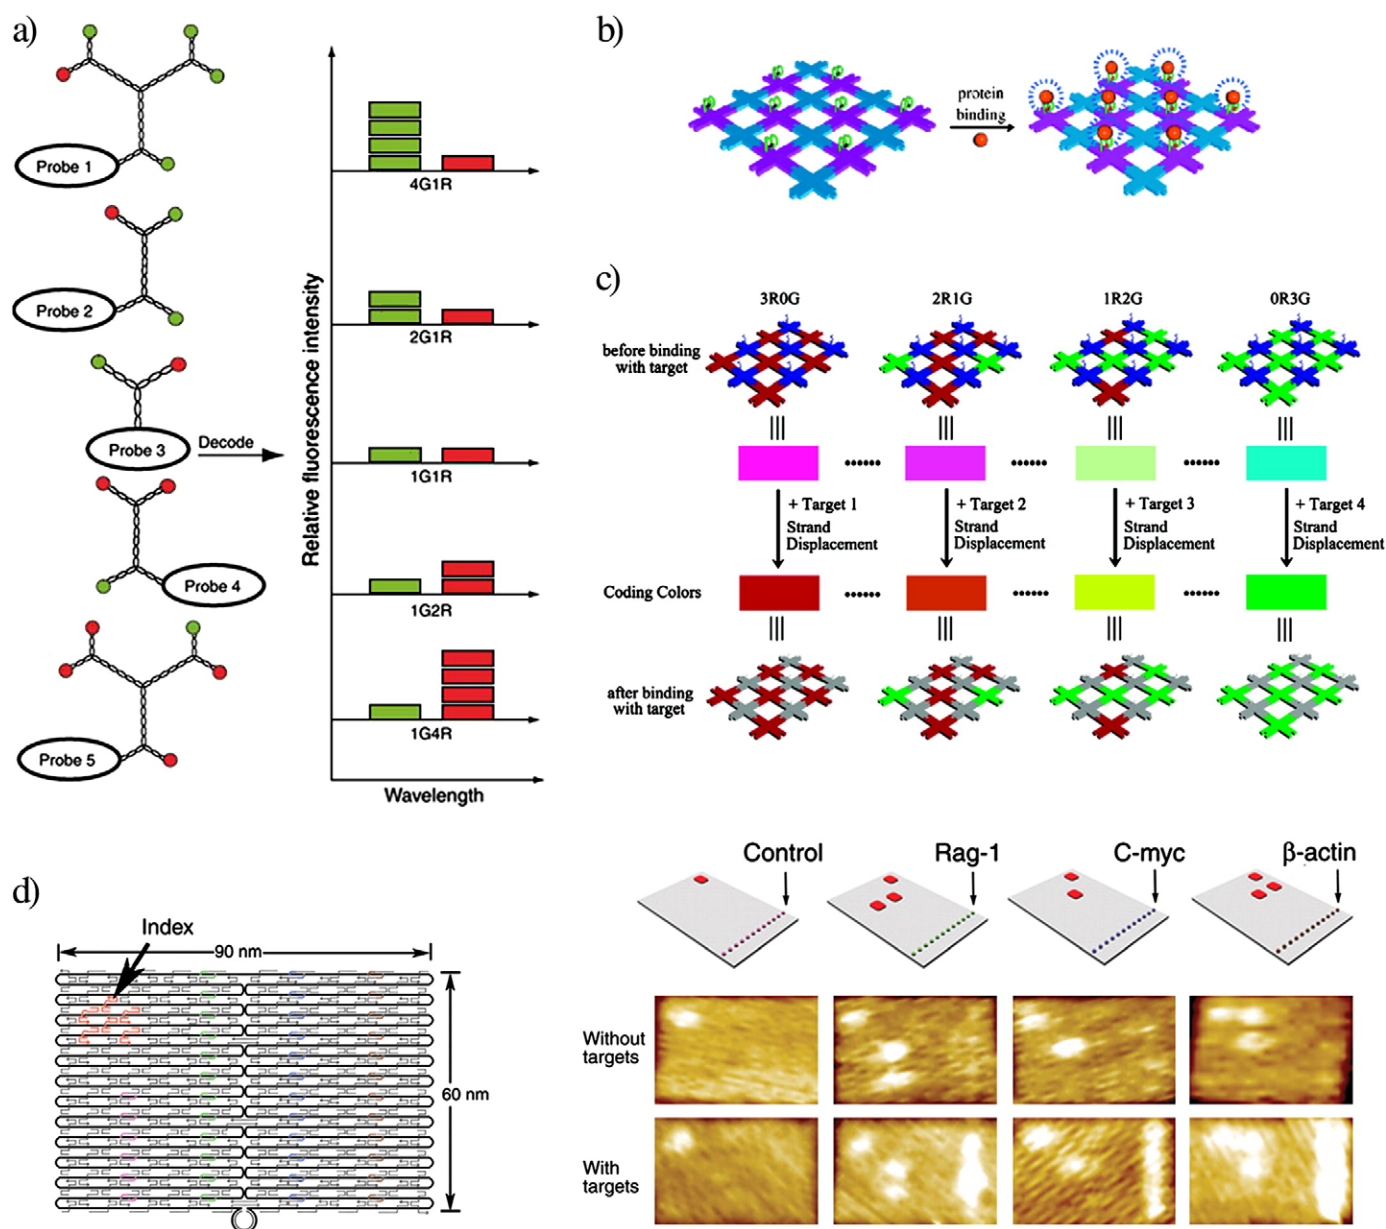 a)
Probe 1
Probe 2
Probe 3
Decode
Probe 4
Probe 5
Relative fluorescence intensity
4G1R
2G1R
1G1R
1G2R
1G4R
Wavelength
b)
protein
binding
c)
3R0G 2R1G 1R2G 0R3G
before binding
with target
+ Target 1 + Target 2 + Target 3 + Target 4
Strand Strand Strand Strand
Displacement Displacement Displacement Displacement
Coding Colors
after binding
with target
d)
Index
90 nm
60 nm
Control Rag-1 C-myc β-actin
Without
targets
With
targets